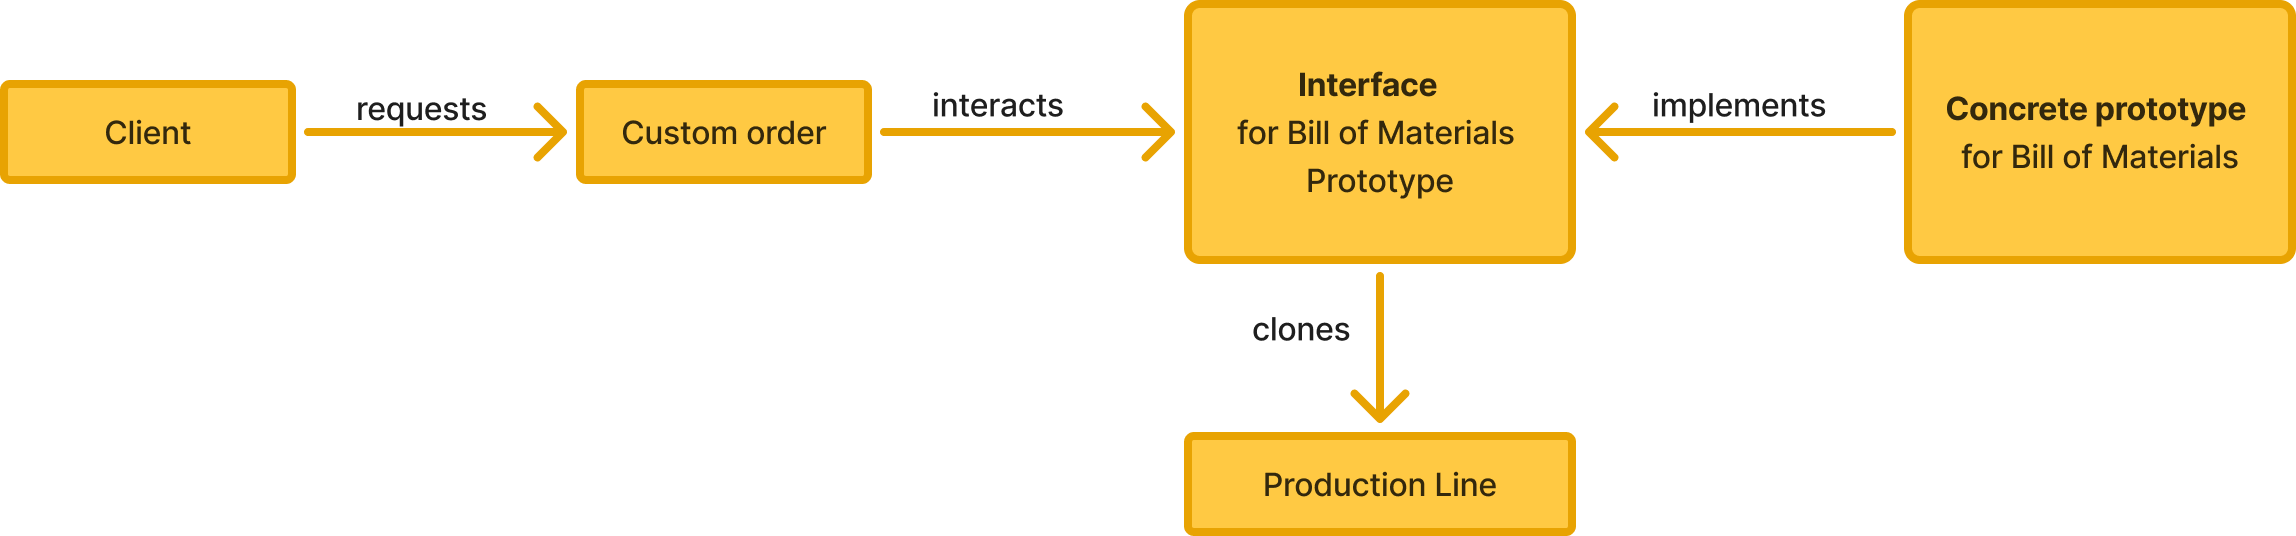 Client
requests
Custom order
interacts
Interface
for Bill of Materials
Prototype
implements
Concrete prototype
for Bill of Materials
clones
Production Line